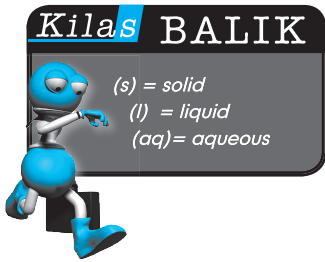 Kilas BALIK
(s) = solid
(l) = liquid
(aq)= aqueous